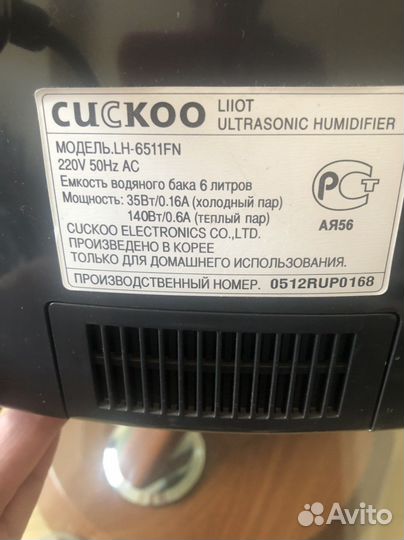 CUCKOO LIIOT
ULTRASONIC HUMIDIFIER
МОДЕЛЬ.LH-6511FN
220V 50Hz AC
Емкость водяного бака 6 литров
Мощность: 35Вт/0.16А (холодный пар)
140Вт/0.6А (теплый пар)
CUCKOO ELECTRONICS CO.,LTD.
ПРОИЗВЕДЕНО В КОРЕЕ
ТОЛЬКО ДЛЯ ДОМАШНЕГО ИСПОЛЬЗОВАНИЯ.
РСТ
АЯ56
ПРОИЗВОДСТВЕННЫЙ НОМЕР. 0512RUP0168
Avito